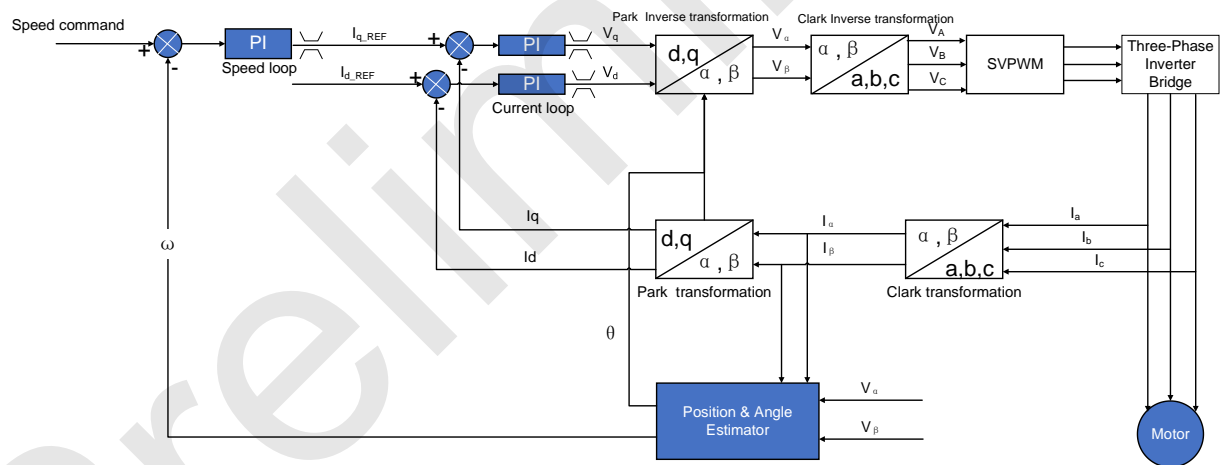 Speed command
+
-
PI
Speed loop
I_q_REF
I_d_REF
+
-
+
-
PI
PI
Current loop
V_q
V_d
Park Inverse transformation
d,q
α , β
V_α
V_β
Clark Inverse transformation
α , β
a,b,c
V_A
V_B
V_C
SVPWM
Three-Phase
Inverter
Bridge
Iq
Id
ω
θ
d,q
α , β
Park transformation
I_α
I_β
α , β
a,b,c
Clark transformation
I_a
I_b
I_c
Position & Angle
Estimator
V_α
V_β
Motor
relim